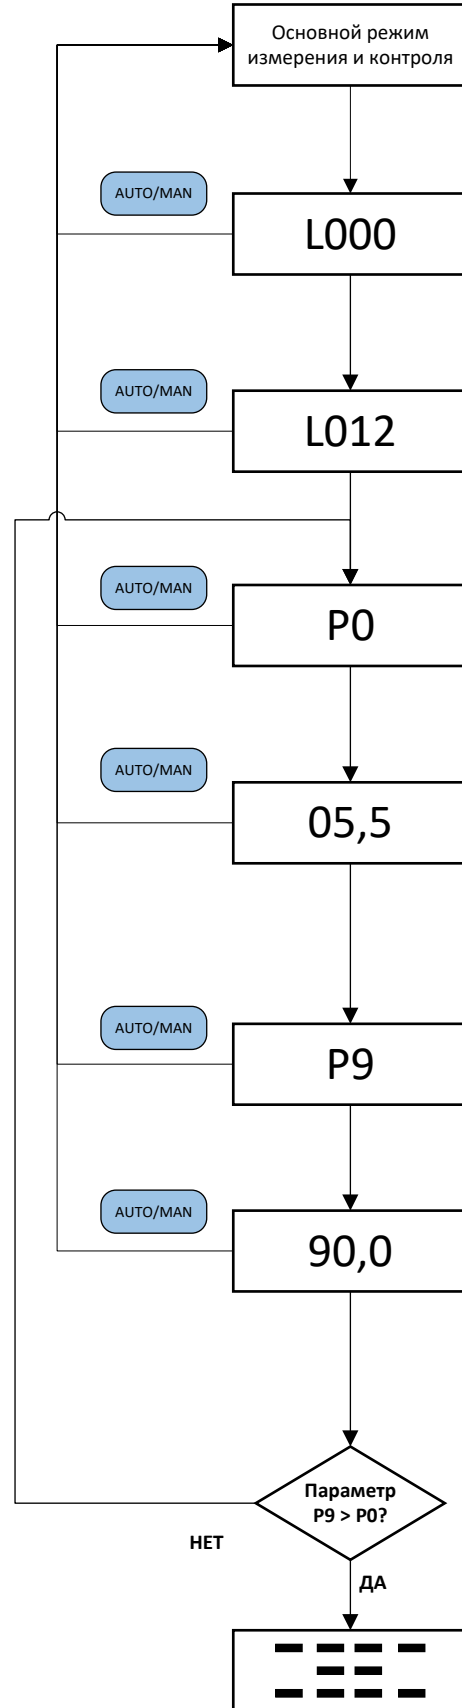 Основной режим
измерения и контроля
AUTO/MAN
L000
AUTO/MAN
L012
AUTO/MAN
P0
AUTO/MAN
05,5
AUTO/MAN
P9
AUTO/MAN
90,0
Параметр
P9 > P0?
НЕТ
ДА